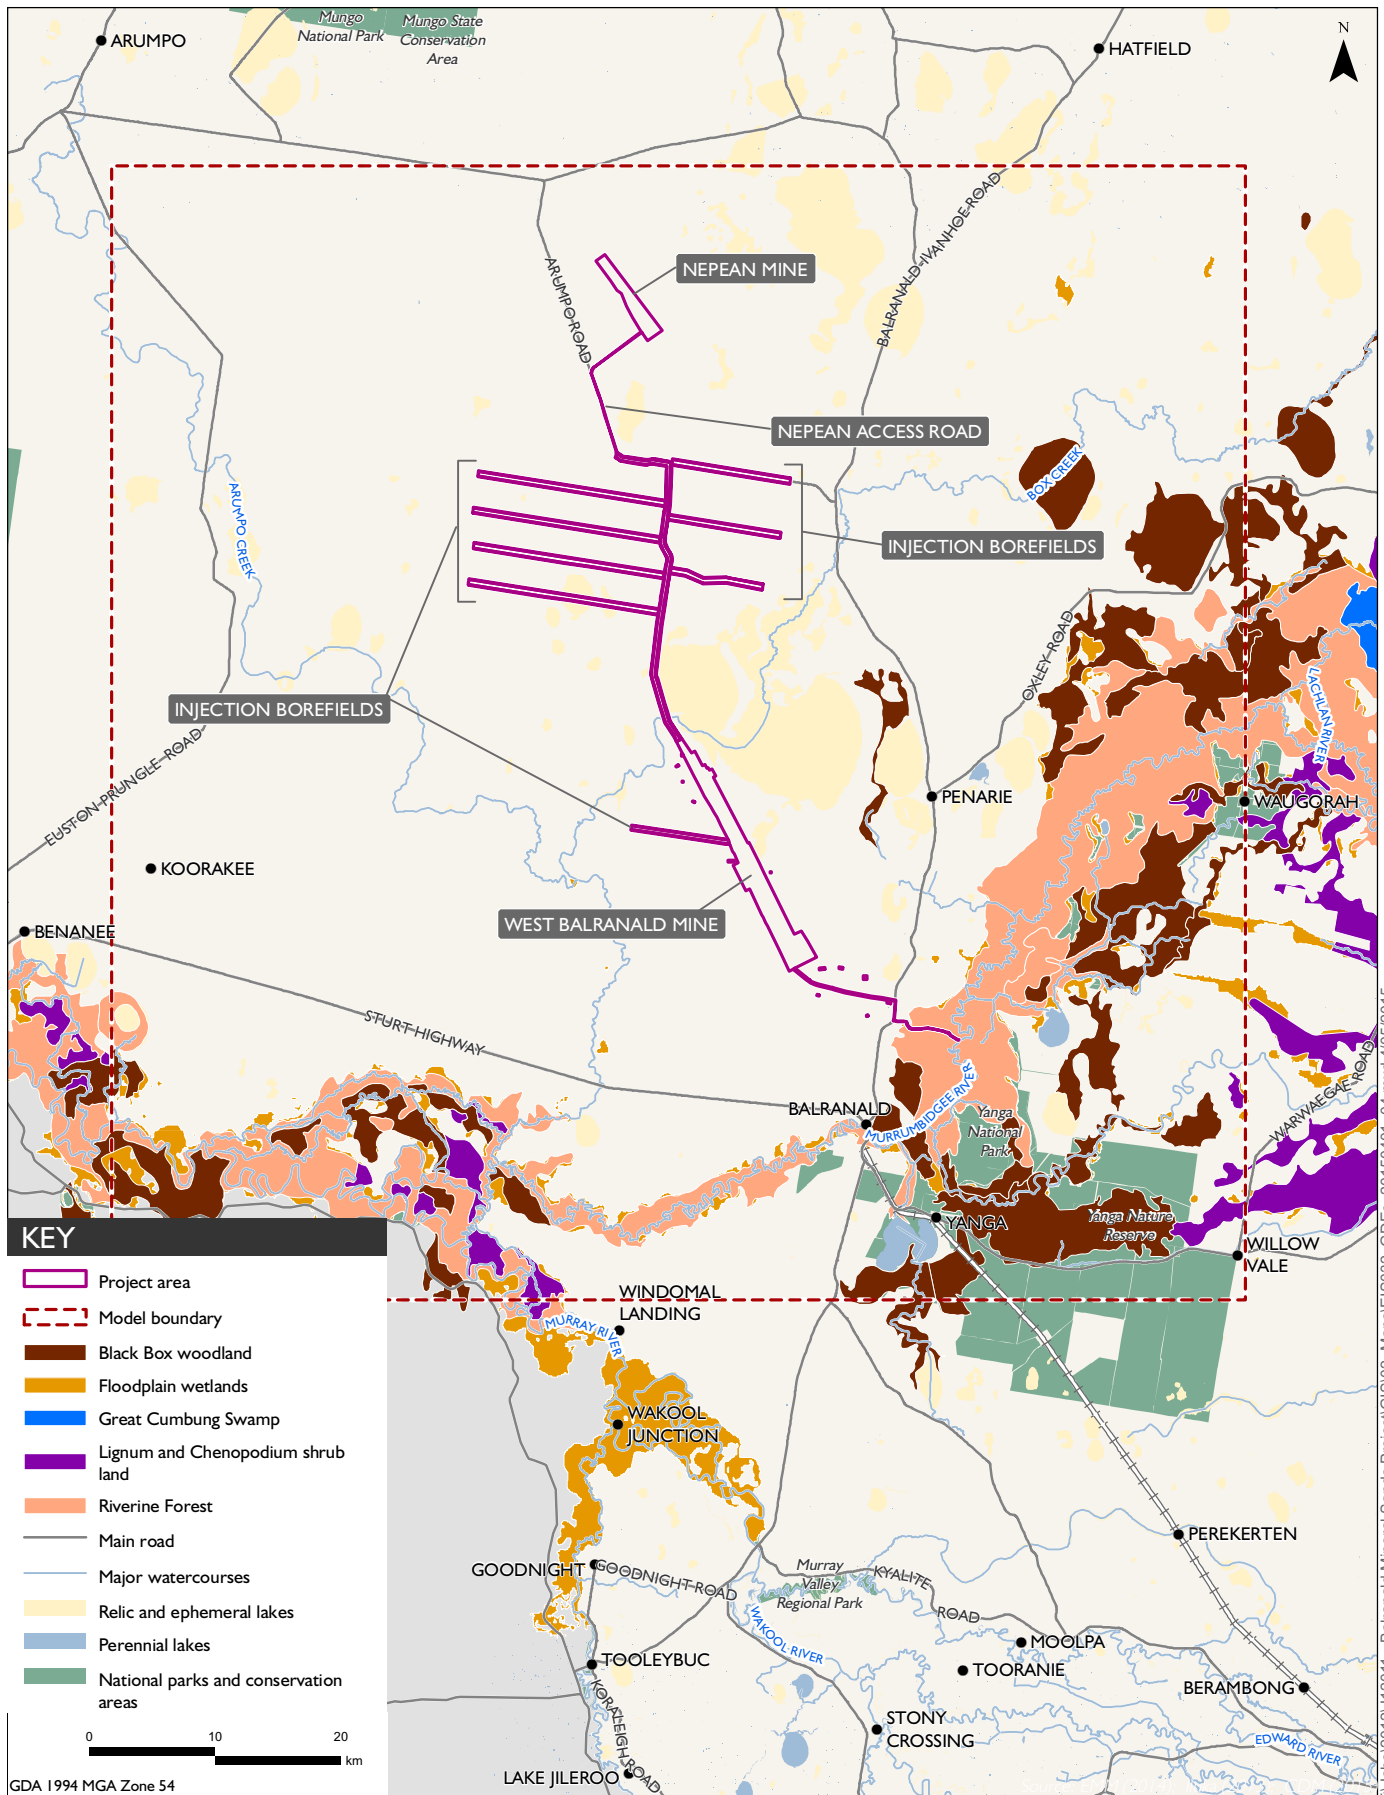 Mungo
National Park
Mungo State
Conservation
Area
N
ARUMPO
HATFIELD
BALRANALD-IVANHOE-ROAD
NEPEAN MINE
ARUMPO-ROAD
NEPEAN ACCESS ROAD
BOX CREEK
ARUMPO CREEK
INJECTION BOREFIELDS
OXLEY-ROAD
LACHLAN RIVER
INJECTION BOREFIELDS
EUSTON-PRUNGLE-ROAD
PENARIE
WAUGORAH
KOORAKEE
WEST BALRANALD MINE
BENANEE
STURT-HIGHWAY
WARWAEGAE-ROAD
BALRANALD
MURRUMBIDGEE RIVER
Yanga
National
Park
YANGA
Yanga Nature
Reserve
WILLOW
VALE
WINDOMAL
LANDING
MURRAY RIVER
WAKOOL
JUNCTION
PEREKERTEN
GOODNIGHT
GOODNIGHT ROAD
Murray
Valley
Regional Park
KYALITE
ROAD
WAKOOL RIVER
MOOLPA
TOORANIE
TOOLEYBUC
BERAMBONG
KORALEIGH ROAD
STONY
CROSSING
EDWARD RIVER
LAKE JILEROO
KEY
Project area
Model boundary
Black Box woodland
Floodplain wetlands
Great Cumbung Swamp
Lignum and Chenopodium shrub
land
Riverine Forest
Main road
Major watercourses
Relic and ephemeral lakes
Perennial lakes
National parks and conservation
areas
0 10 20
km
GDA 1994 MGA Zone 54